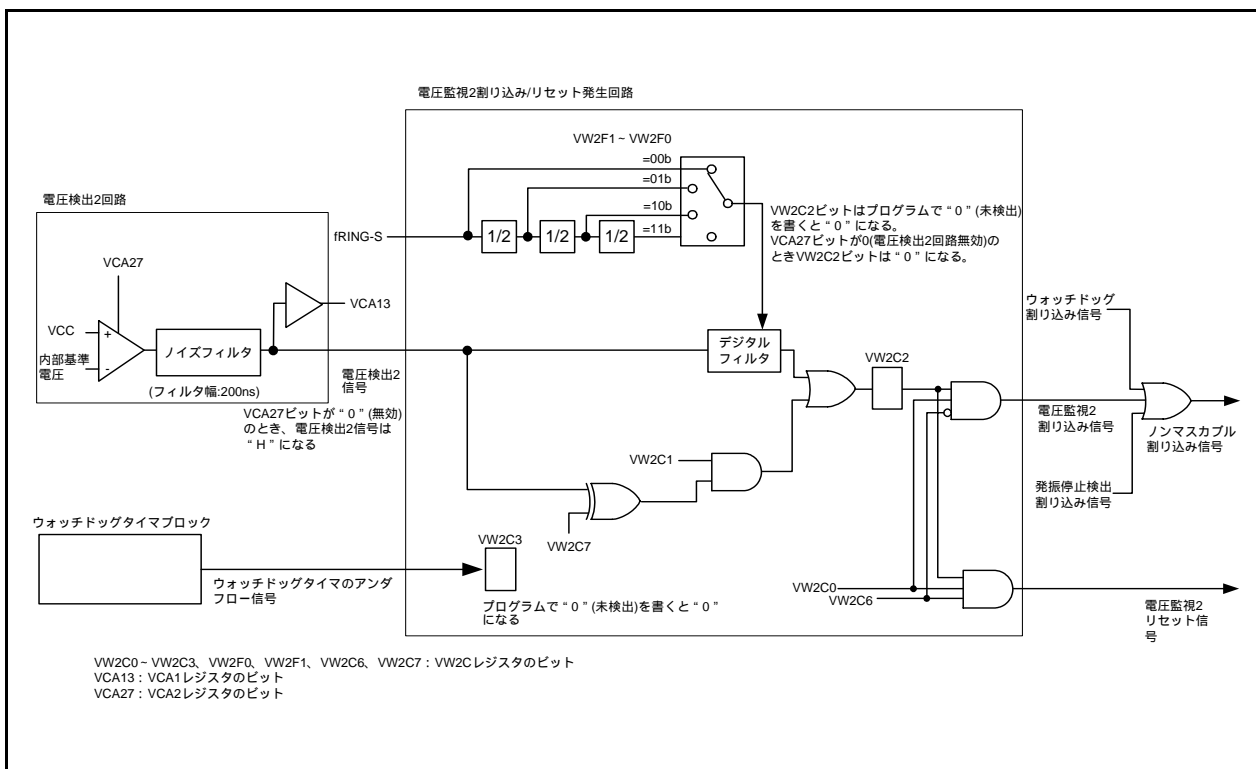 電圧監視2割り込み/リセット発生回路
VW2F1~VW2F0
=00b
=01b
=10b
=11b
fRING-S
1/2
1/2
1/2
VW2C2ビットはプログラムで“0”(未検出)
を書くと“0”になる。
VCA27ビットが0(電圧検出2回路無効)の
ときVW2C2ビットは“0”になる。
電圧検出2回路
VCA27
VCA13
VCC
+
内部基準
電圧
-
ノイズフィルタ
(フィルタ幅:200ns)
電圧検出2
信号
VCA27ビットが“0”(無効)
のとき、電圧検出2信号は
“H”になる
デジタル
フィルタ
VW2C2
ウォッチドッグ
割り込み信号
電圧監視2
割り込み信号
ノンマスカブル
割り込み信号
発振停止検出
割り込み信号
VW2C1
VW2C7
ウォッチドッグタイマブロック
ウォッチドッグタイマのアンダ
フロー信号
VW2C3
プログラムで“0”(未検出)を書くと“0”
になる
VW2C0
VW2C6
電圧監視2
リセット信
号
VW2C0~VW2C3、VW2F0、VW2F1、VW2C6、VW2C7:VW2Cレジスタのビット
VCA13:VCA1レジスタのビット
VCA27:VCA2レジスタのビット